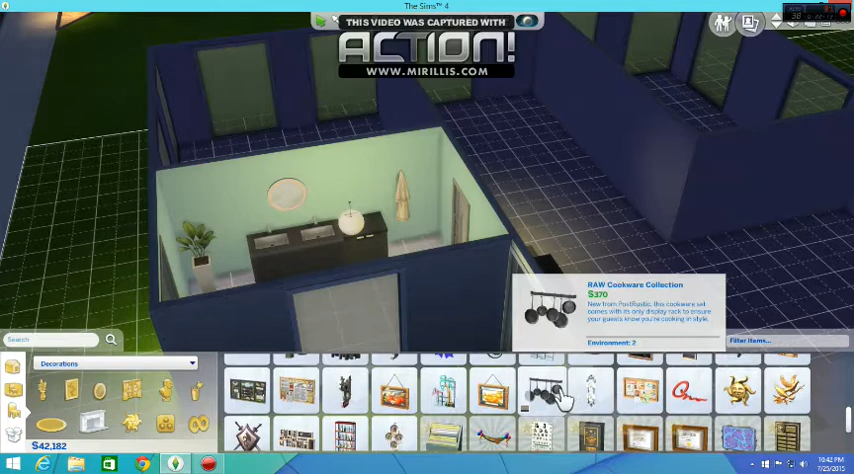 The Sims™ 4
THIS VIDEO WAS CAPTURED WITH
ACTION!
WWW.MIRILLIS.COM
RAW Cookware Collection
$370
New from PostRustic, this cookware set
comes with its only display rack to ensure
your guests know you're cooking in style.
Environment: 2
Search
Filter Items...
Decorations
$42,182
10:42 PM
7/25/2015